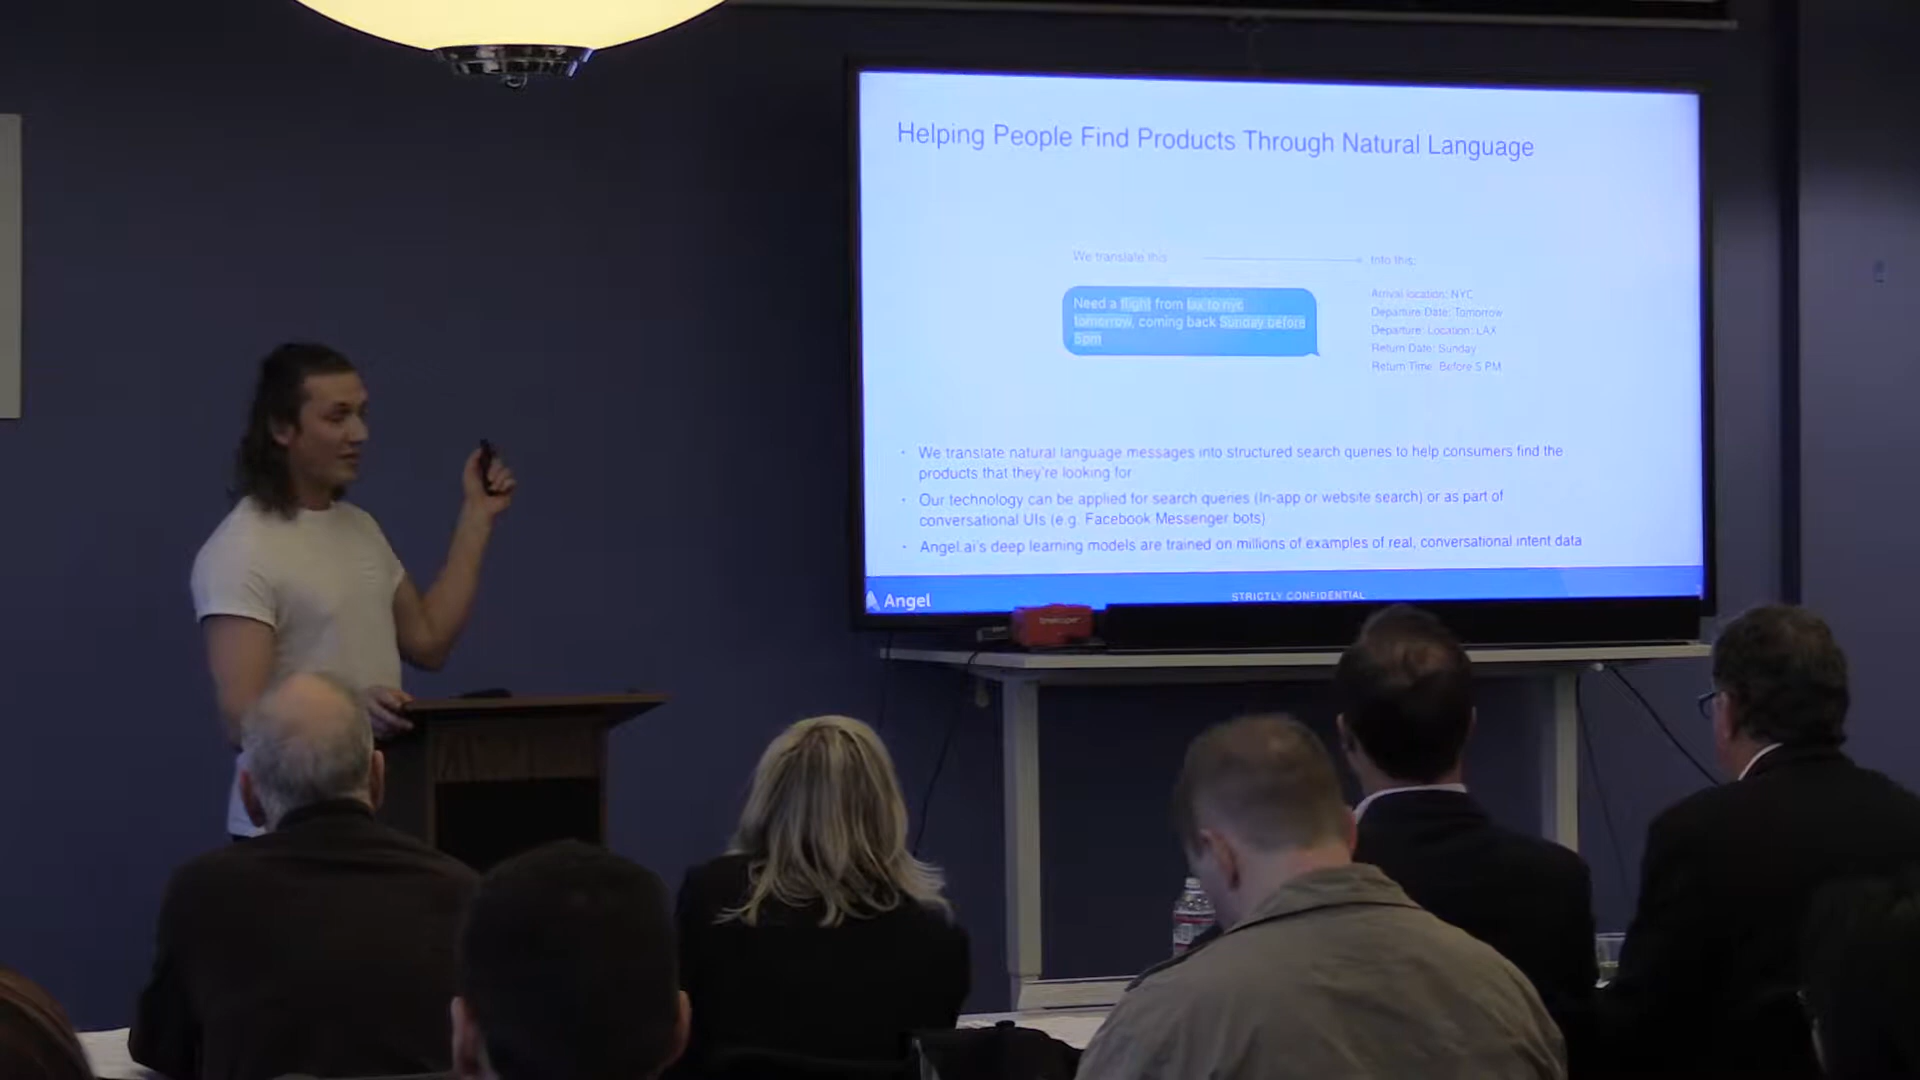 Helping People Find Products Through Natural Language
We translate this
Into this:
Need a flight from lax to nyc
tomorrow, coming back Sunday before
5pm
Arrival location: NYC
Departure Date: Tomorrow
Departure: Location: LAX
Return Date: Sunday
Return Time: Before 5 PM
· We translate natural language messages into structured search queries to help consumers find the
products that they're looking for
· Our technology can be applied for search queries (In-app or website search) or as part of
conversational UIs (e.g. Facebook Messenger bots)
· Angel.ai's deep learning models are trained on millions of examples of real, conversational intent data
Angel
STRICTLY CONFIDENTIAL